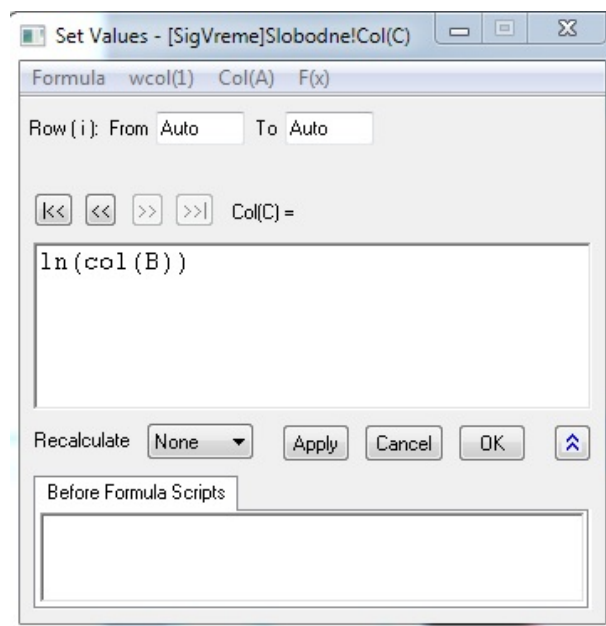 Set Values - [SigVreme]Slobodne!Col(C)
Formula wcol(1) Col(A) F(x)
Row(i): From Auto To Auto
|<< << >> >>| Col(C) =
ln(col(B))
Recalculate None Apply Cancel OK
Before Formula Scripts